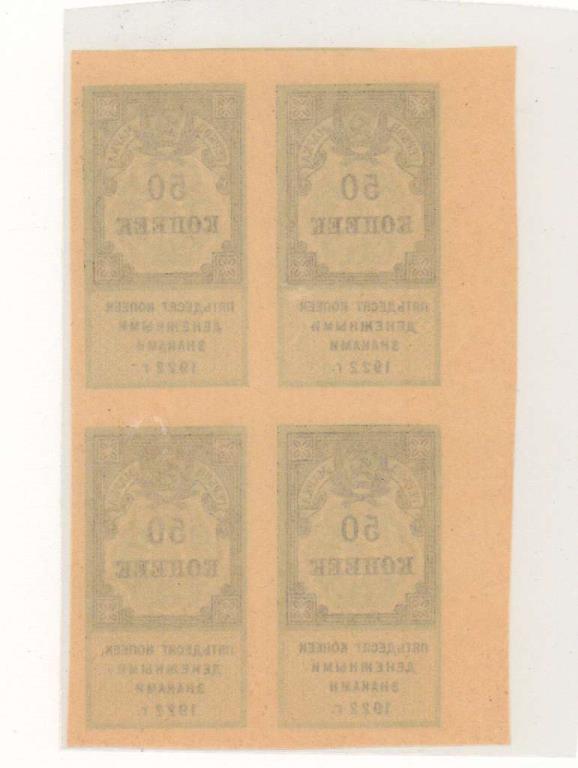 50 50
КОПЕЕК КОПЕЕК
ПЯТЬДЕСЯТ КОПЕЕК ПЯТЬДЕСЯТ КОПЕЕК
ДЕНЕЖНЫМИ ДЕНЕЖНЫМИ
ЗНАКАМИ ЗНАКАМИ
1922 г. 1922 г.
50 50
КОПЕЕК КОПЕЕК
ПЯТЬДЕСЯТ КОПЕЕК, ПЯТЬДЕСЯТ КОПЕЕК
ДЕНЕЖНЫМИ ДЕНЕЖНЫМИ
ЗНАКАМИ ЗНАКАМИ
1922 г. 1922 г.